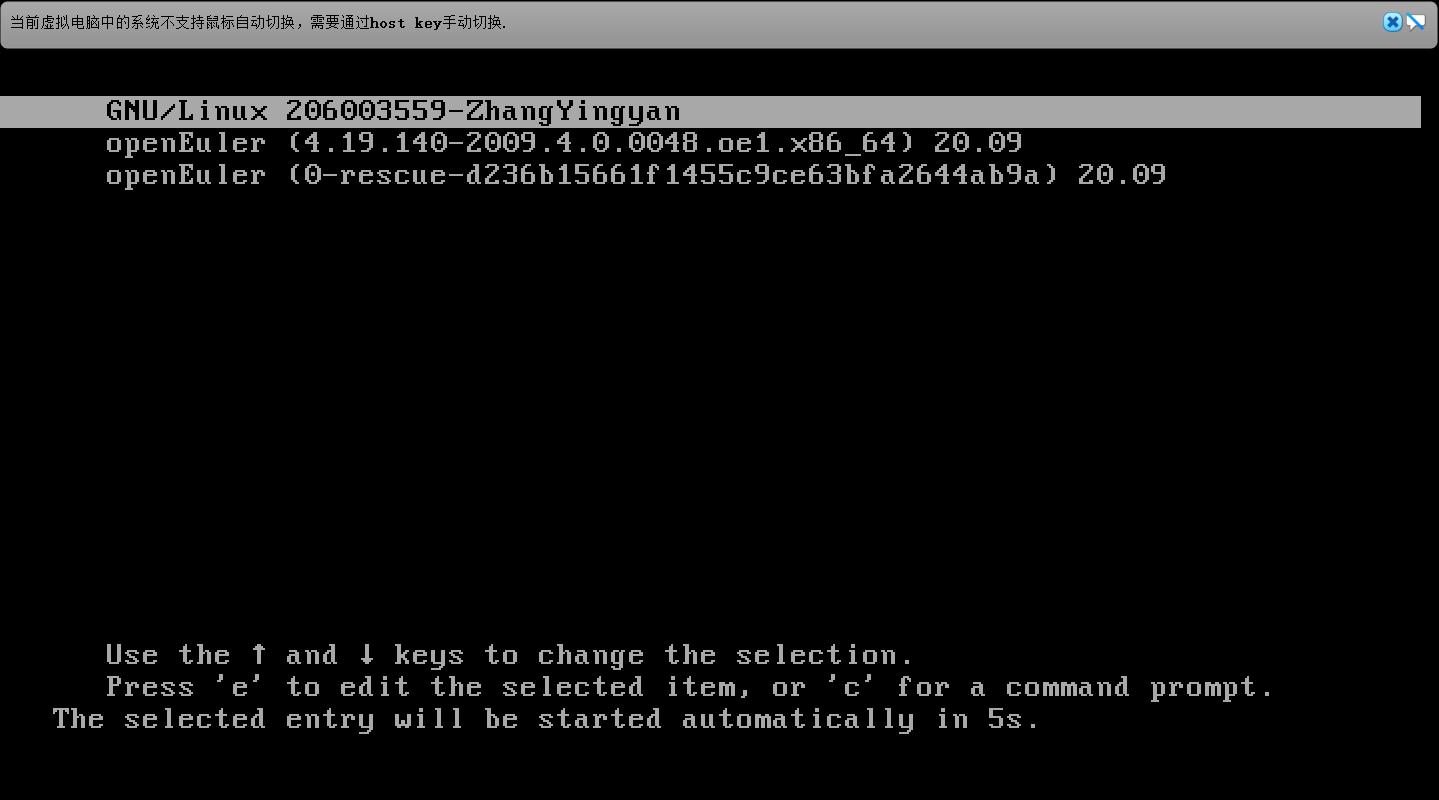 当前虚拟电脑中的系统不支持鼠标自动切换，需要通过host key手动切换.
GNU/Linux 206003559-ZhangYingyan
openEuler (4.19.140-2009.4.0.0048.oe1.x86_64) 20.09
openEuler (0-rescue-d236b15661f1455c9ce63bfa2644ab9a) 20.09
Use the ↑ and ↓ keys to change the selection.
Press 'e' to edit the selected item, or 'c' for a command prompt.
The selected entry will be started automatically in 5s.